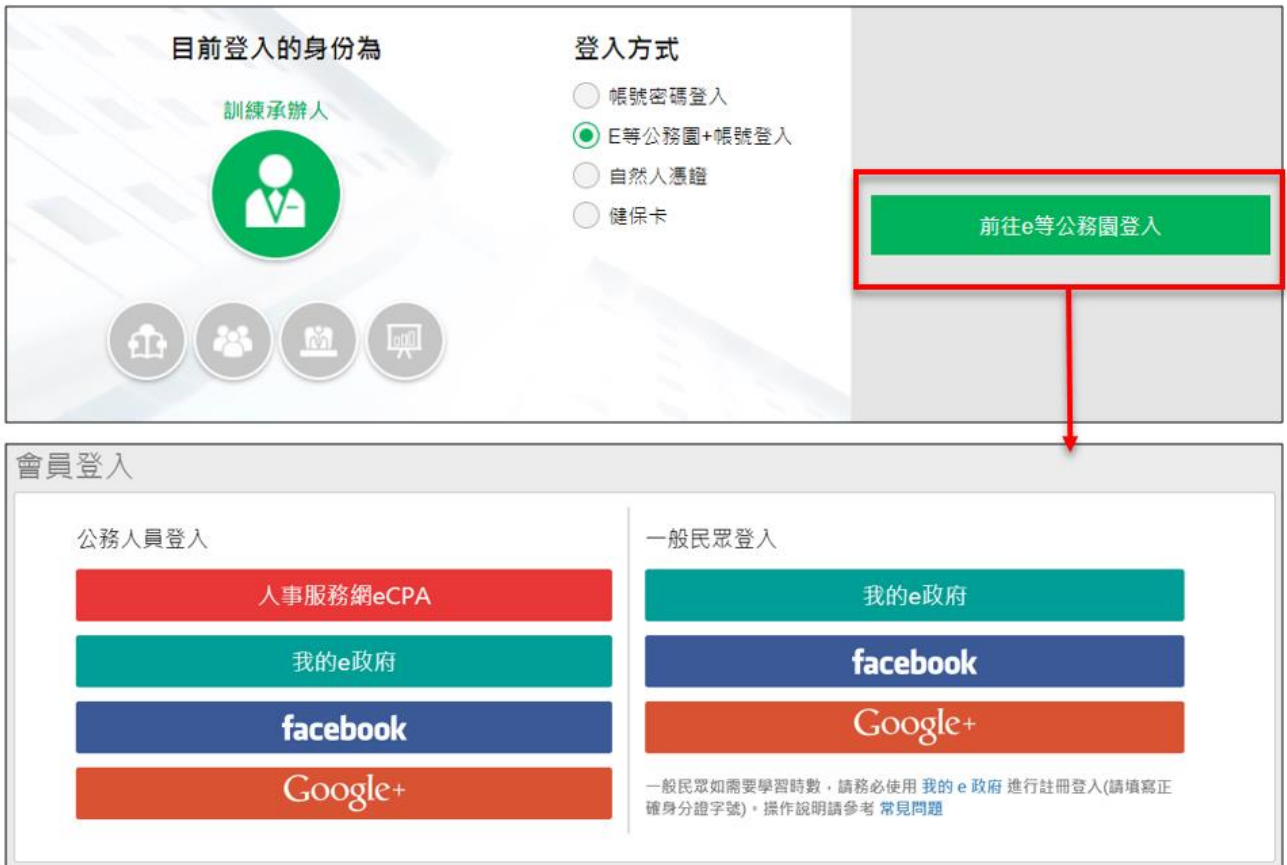 目前登入的身份為
訓練承辦人
登入方式
帳號密碼登入
E等公務園+帳號登入
自然人憑證
健保卡
前往e等公務園登入
會員登入
公務人員登入
人事服務網eCPA
我的e政府
facebook
Google+
一般民眾登入
我的e政府
facebook
Google+
一般民眾如需要學習時數，請務必使用 我的 e 政府 進行註冊登入(請填寫正
確身分證字號)。操作說明請參考 常見問題